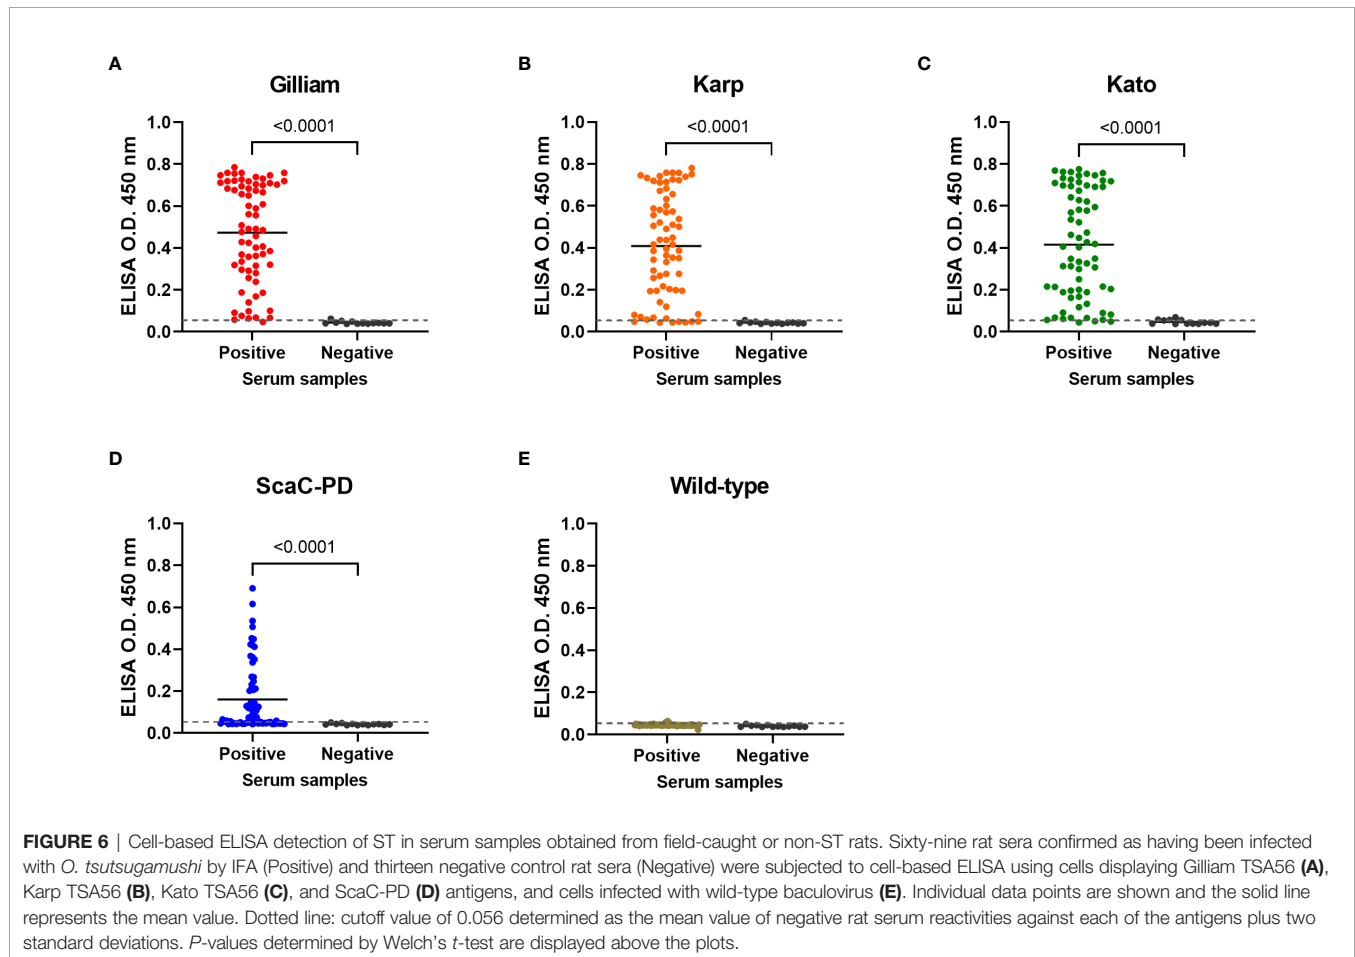 A
Gilliam
<0.0001
ELISA O.D. 450 nm
1.0
0.8
0.6
0.4
0.2
0.0
Positive Negative
Serum samples
B
Karp
<0.0001
ELISA O.D. 450 nm
1.0
0.8
0.6
0.4
0.2
0.0
Positive Negative
Serum samples
C
Kato
<0.0001
ELISA O.D. 450 nm
1.0
0.8
0.6
0.4
0.2
0.0
Positive Negative
Serum samples
D
ScaC-PD
<0.0001
ELISA O.D. 450 nm
1.0
0.8
0.6
0.4
0.2
0.0
Positive Negative
Serum samples
E
Wild-type
ELISA O.D. 450 nm
1.0
0.8
0.6
0.4
0.2
0.0
Positive Negative
Serum samples
FIGURE 6 | Cell-based ELISA detection of ST in serum samples obtained from field-caught or non-ST rats. Sixty-nine rat sera confirmed as having been infected
with O. tsutsugamushi by IFA (Positive) and thirteen negative control rat sera (Negative) were subjected to cell-based ELISA using cells displaying Gilliam TSA56 (A),
Karp TSA56 (B), Kato TSA56 (C), and ScaC-PD (D) antigens, and cells infected with wild-type baculovirus (E). Individual data points are shown and the solid line
represents the mean value. Dotted line: cutoff value of 0.056 determined as the mean value of negative rat serum reactivities against each of the antigens plus two
standard deviations. P-values determined by Welch's t-test are displayed above the plots.